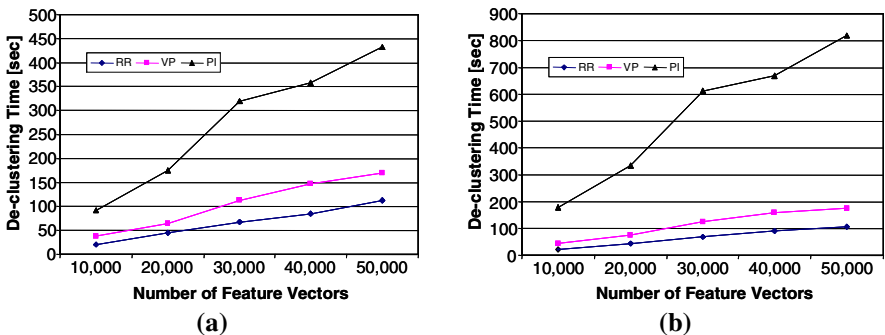 500
450
400
350
300
250
200
150
100
50
0
De-clustering Time [sec]
RR VP PI
10,000 20,000 30,000 40,000 50,000
Number of Feature Vectors
(a)
900
800
700
600
500
400
300
200
100
0
De-clustering Time [sec]
RR VP PI
10,000 20,000 30,000 40,000 50,000
Number of Feature Vectors
(b)